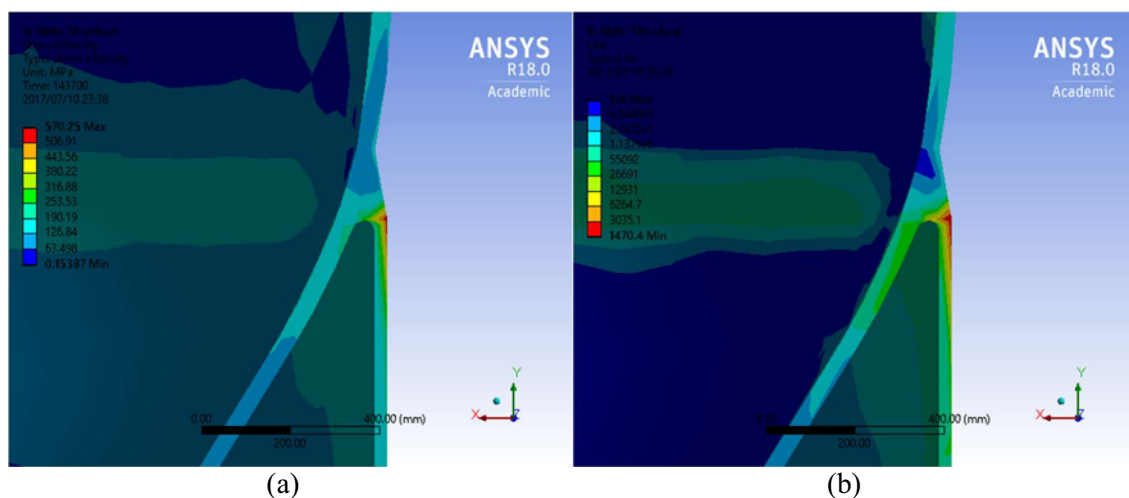 Unit: MPa
Time: 143700
2017/07/10 23:38
570.25 Max
506.91
443.56
380.22
316.88
253.53
190.19
126.84
63.498
0.15387 Min
ANSYS
R18.0
Academic
Y
X
Z
0.00
400.00 (mm)
200.00
(a)
55092
26691
12931
6264.7
3035.1
1470.4 Min
ANSYS
R18.0
Academic
Y
X
Z
0.00
400.00 (mm)
200.00
(b)